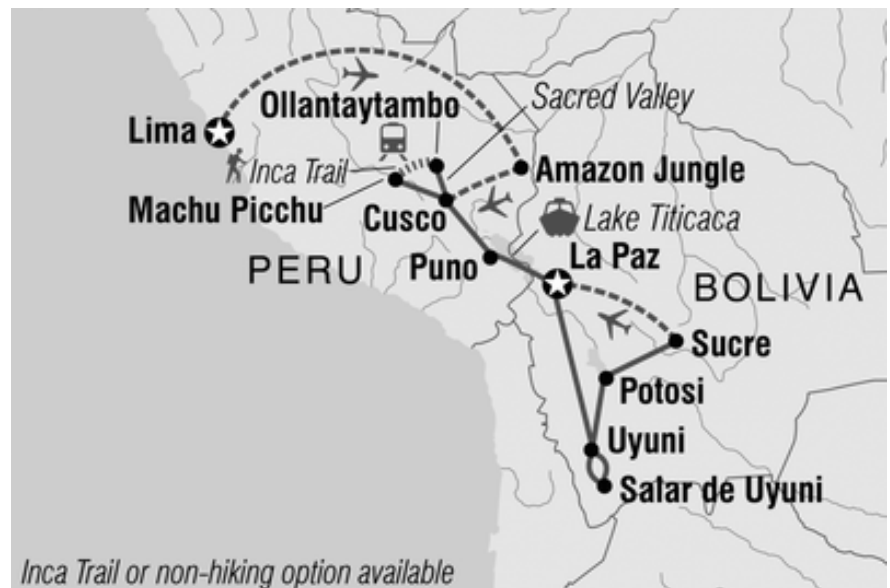 Ollantaytambo
Sacred Valley
Lima
Inca Trail
Amazon Jungle
Machu Picchu
Cusco
Lake Titicaca
Puno
La Paz
PERU
BOLIVIA
Sucre
Potosi
Uyuni
Salar de Uyuni
Inca Trail or non-hiking option available